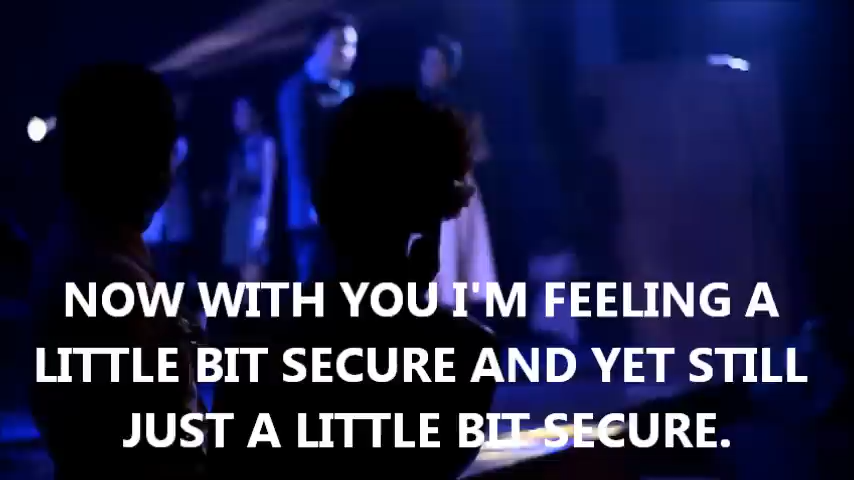 NOW WITH YOU I'M FEELING A
LITTLE BIT SECURE AND YET STILL
JUST A LITTLE BIT SECURE.